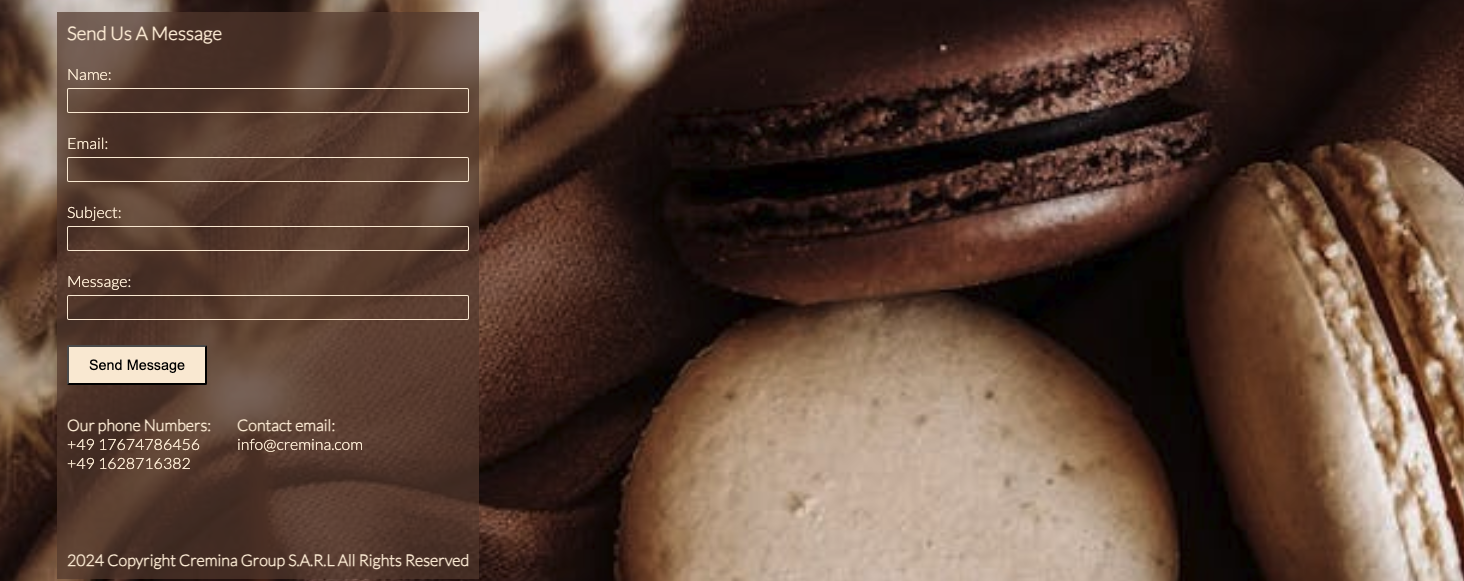 Send Us A Message
Name:
Email:
Subject:
Message:
Send Message
Our phone Numbers:
+49 17674786456
+49 1628716382
Contact email:
info@cremina.com
2024 Copyright Cremina Group S.A.R.L All Rights Reserved